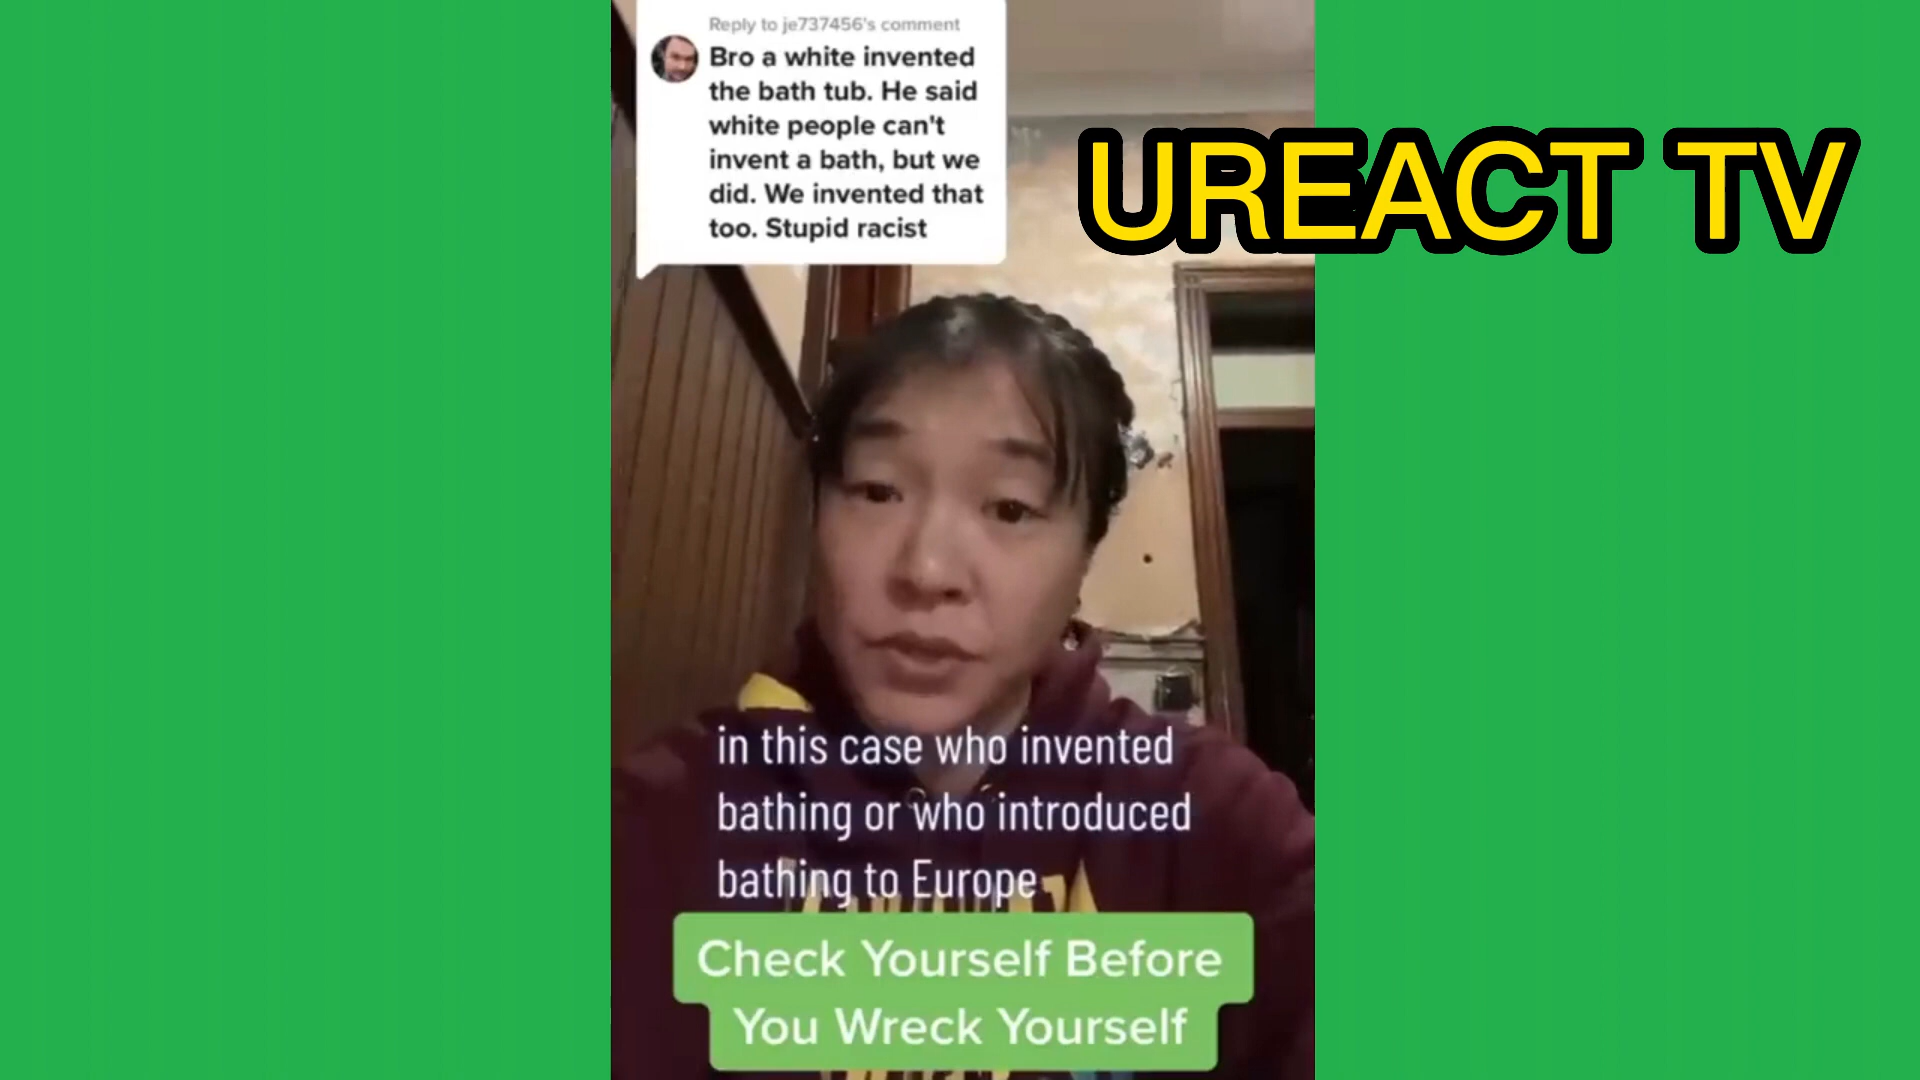 Reply to je737456's comment
Bro a white invented
the bath tub. He said
white people can't
invent a bath, but we
did. We invented that
too. Stupid racist
UREACT TV
in this case who invented
bathing or who introduced
bathing to Europe
Check Yourself Before
You Wreck Yourself